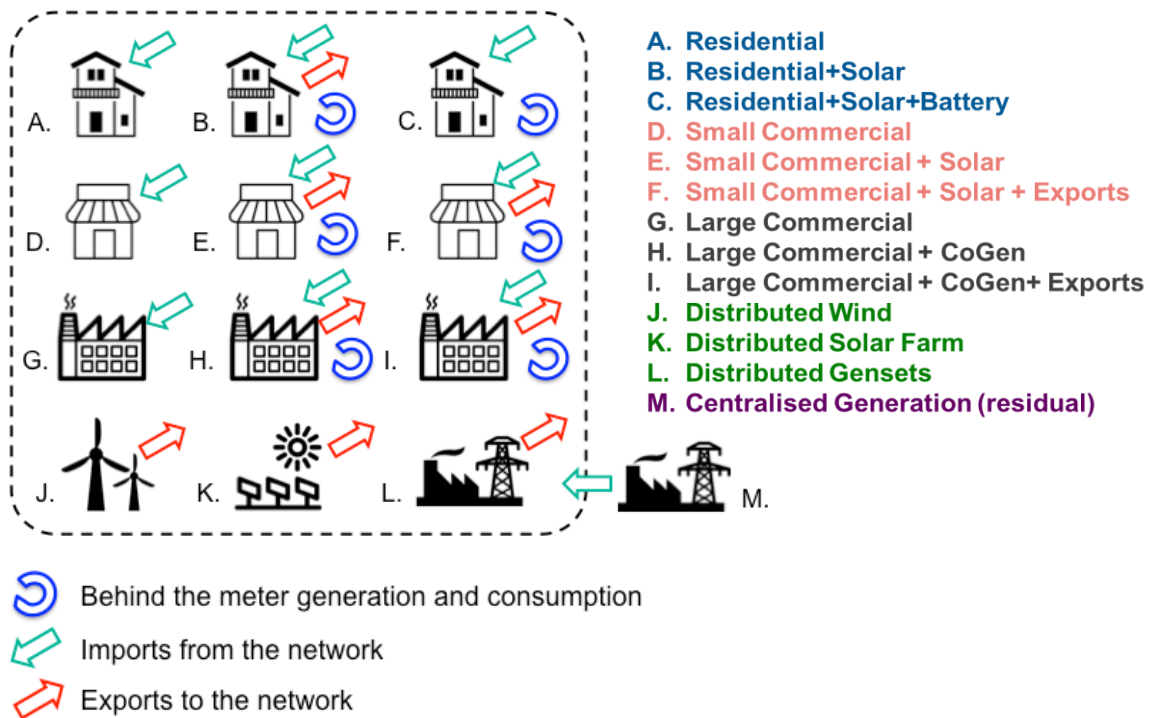 A. Residential
B. Residential+Solar
C. Residential+Solar+Battery
D. Small Commercial
E. Small Commercial + Solar
F. Small Commercial + Solar + Exports
G. Large Commercial
H. Large Commercial + CoGen
I. Large Commercial + CoGen+ Exports
J. Distributed Wind
K. Distributed Solar Farm
L. Distributed Gensets
M. Centralised Generation (residual)
A. B. C.
D. E. F.
G. H. I.
J. K. L. M.
Behind the meter generation and consumption
Imports from the network
Exports to the network